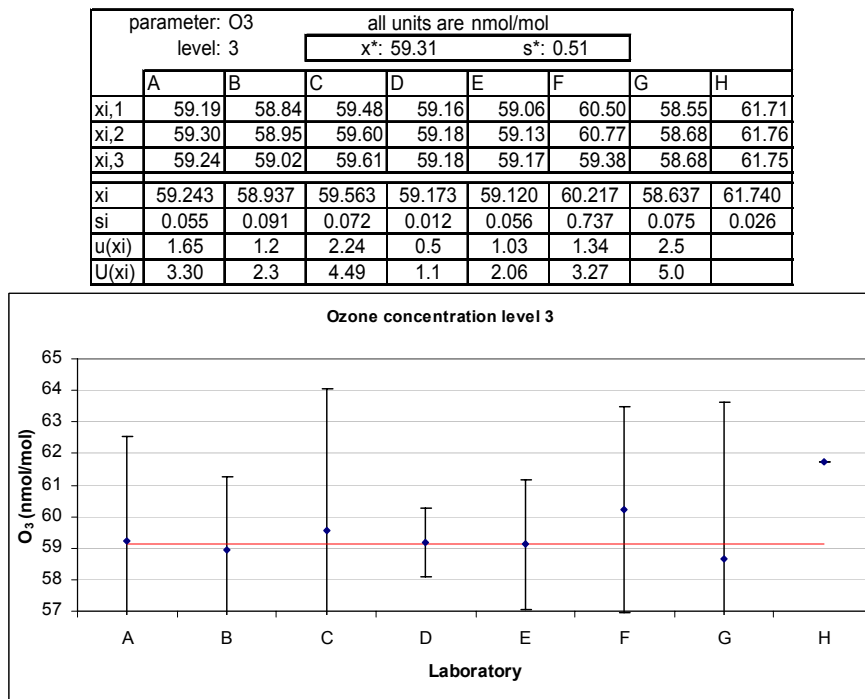 parameter: O3 all units are nmol/mol
level: 3 x*: 59.31 s*: 0.51
A B C D E F G H
xi,1 59.19 58.84 59.48 59.16 59.06 60.50 58.55 61.71
xi,2 59.30 58.95 59.60 59.18 59.13 60.77 58.68 61.76
xi,3 59.24 59.02 59.61 59.18 59.17 59.38 58.68 61.75
xi 59.243 58.937 59.563 59.173 59.120 60.217 58.637 61.740
si 0.055 0.091 0.072 0.012 0.056 0.737 0.075 0.026
u(xi) 1.65 1.2 2.24 0.5 1.03 1.34 2.5
U(xi) 3.30 2.3 4.49 1.1 2.06 3.27 5.0
Ozone concentration level 3
O₃ (nmol/mol)
65
64
63
62
61
60
59
58
57
A B C D E F G H
Laboratory